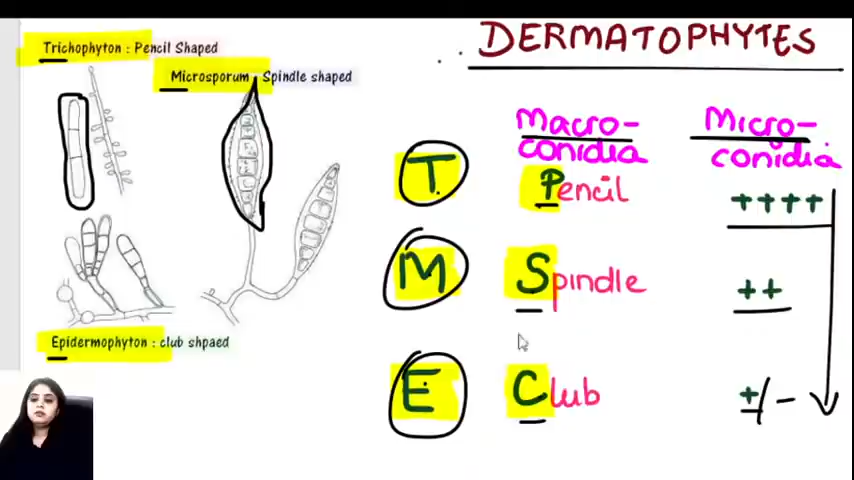 Trichophyton : Pencil Shaped
Microsporum : Spindle shaped
Epidermophyton : club shpaed
DERMATOPHYTES
Macro-
conidia
Micro-
conidia
T Pencil ++++
M Spindle ++
E Club +/-